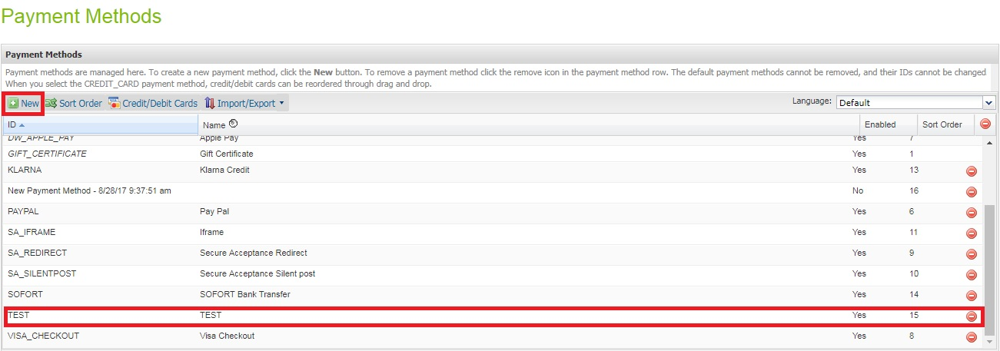 Payment Methods
Payment Methods
Payment methods are managed here. To create a new payment method, click the New button. To remove a payment method click the remove icon in the payment method row. The default payment methods cannot be removed, and their IDs cannot be changed
When you select the CREDIT_CARD payment method, credit/debit cards can be reordered through drag and drop.
New Sort Order Credit/Debit Cards Import/Export Language: Default
ID Name Enabled Sort Order
DW_APPLE_PAY Apple Pay Yes 7
GIFT_CERTIFICATE Gift Certificate Yes 1
KLARNA Klarna Credit Yes 13
New Payment Method - 8/28/17 9:37:51 am No 16
PAYPAL Pay Pal Yes 6
SA_IFRAME Iframe Yes 11
SA_REDIRECT Secure Acceptance Redirect Yes 9
SA_SILENTPOST Secure Acceptance Silent post Yes 10
SOFORT SOFORT Bank Transfer Yes 14
TEST TEST Yes 15
VISA_CHECKOUT Visa Checkout Yes 8